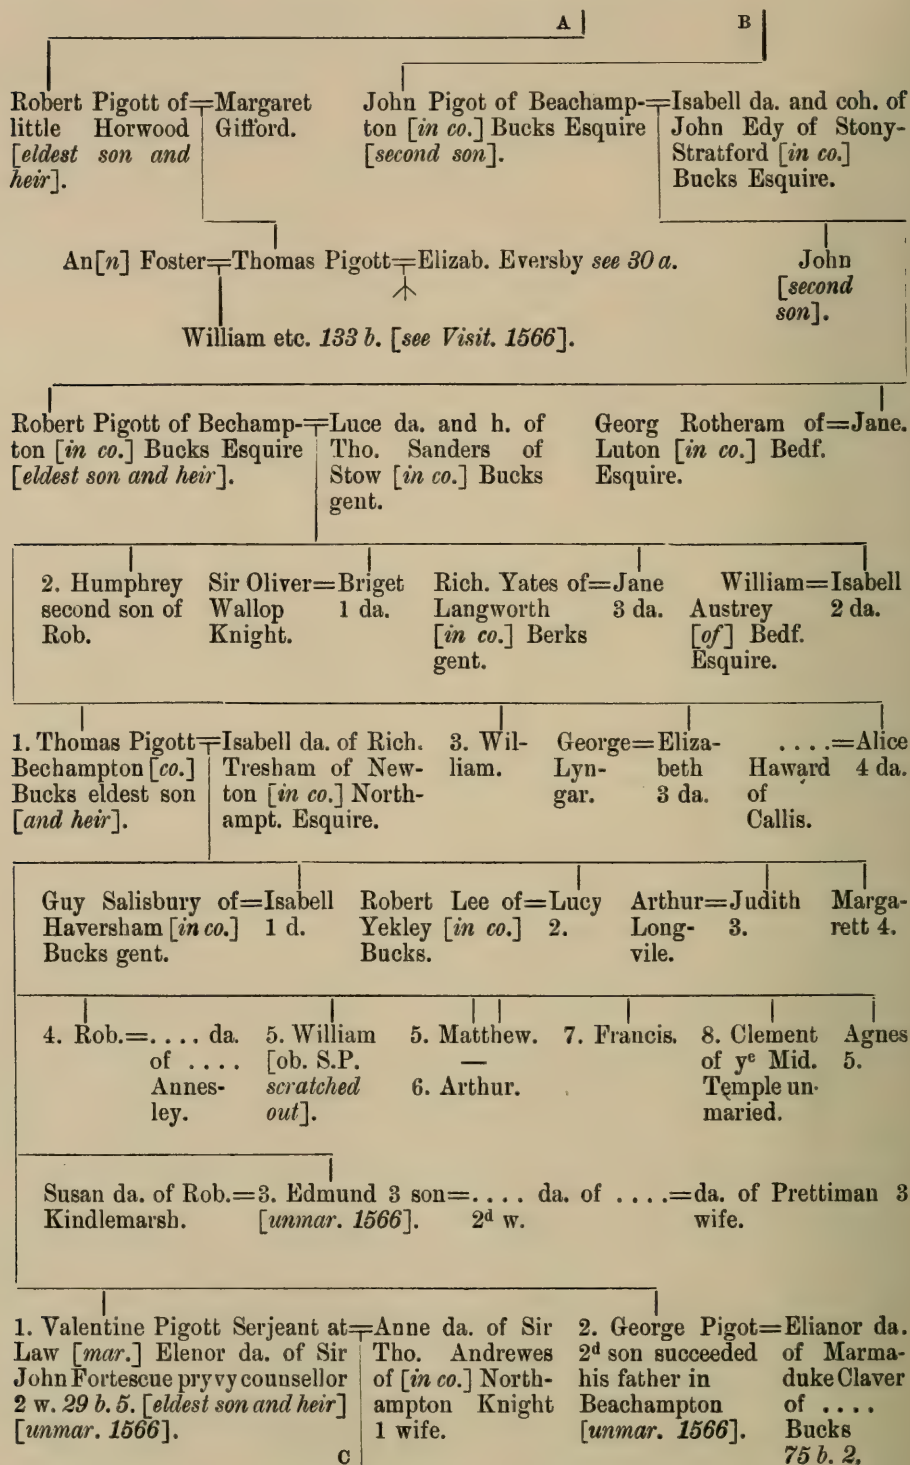 A B
Robert Pigott of=Margaret
little Horwood Gifford.
[eldest son and
heir].
John Pigot of Beachamp-=Isabell da. and coh. of
ton [in co.] Bucks Esquire John Edy of Stony-
[second son]. Stratford [in co.]
Bucks Esquire.
An[n] Foster=Thomas Pigott=Elizab. Eversby see 30 a.
John
[second
son].
William etc. 133 b. [see Visit. 1566].
Robert Pigott of Bechamp-=Luce da. and h. of
ton [in co.] Bucks Esquire Tho. Sanders of
[eldest son and heir]. Stow [in co.] Bucks
gent.
Georg Rotheram of=Jane.
Luton [in co.] Bedf.
Esquire.
2. Humphrey
second son of
Rob.
Sir Oliver=Briget
Wallop 1 da.
Knight.
Rich. Yates of=Jane
Langworth 3 da.
[in co.] Berks
gent.
William=Isabell
Austrey 2 da.
[of] Bedf.
Esquire.
1. Thomas Pigott=Isabell da. of Rich.
Bechampton [co.] Tresham of New-
Bucks eldest son ton [in co.] North-
[and heir]. ampt. Esquire.
3. Wil-
liam.
George=Eliza-
Lyn- beth
gar. 3 da.
. . . .=Alice
Haward 4 da.
of
Callis.
Guy Salisbury of=Isabell
Haversham [in co.] 1 d.
Bucks gent.
Robert Lee of=Lucy
Yekley [in co.] 2.
Bucks.
Arthur=Judith
Long- 3.
vile.
Marga-
rett 4.
4. Rob.=. . . . da.
of . . . .
Annes-
ley.
5. William
[ob. S.P.
scratched
out].
5. Matthew.
—
6. Arthur.
7. Francis.
8. Clement
of yᵉ Mid.
Temple un-
maried.
Agnes
5.
Susan da. of Rob.=3. Edmund 3 son=. . . . da. of . . . .=da. of Prettiman 3
Kindlemarsh. [unmar. 1566]. 2ᵈ w. wife.
1. Valentine Pigott Serjeant at=Anne da. of Sir
Law [mar.] Elenor da. of Sir Tho. Andrewes
John Fortescue pryvy counsellor of [in co.] North-
2 w. 29 b. 5. [eldest son and heir] ampton Knight
[unmar. 1566]. 1 wife.
2. George Pigot=Elianor da.
2ᵈ son succeeded of Marma-
his father in duke Claver
Beachampton of . . . .
[unmar. 1566]. Bucks
75 b. 2.
C